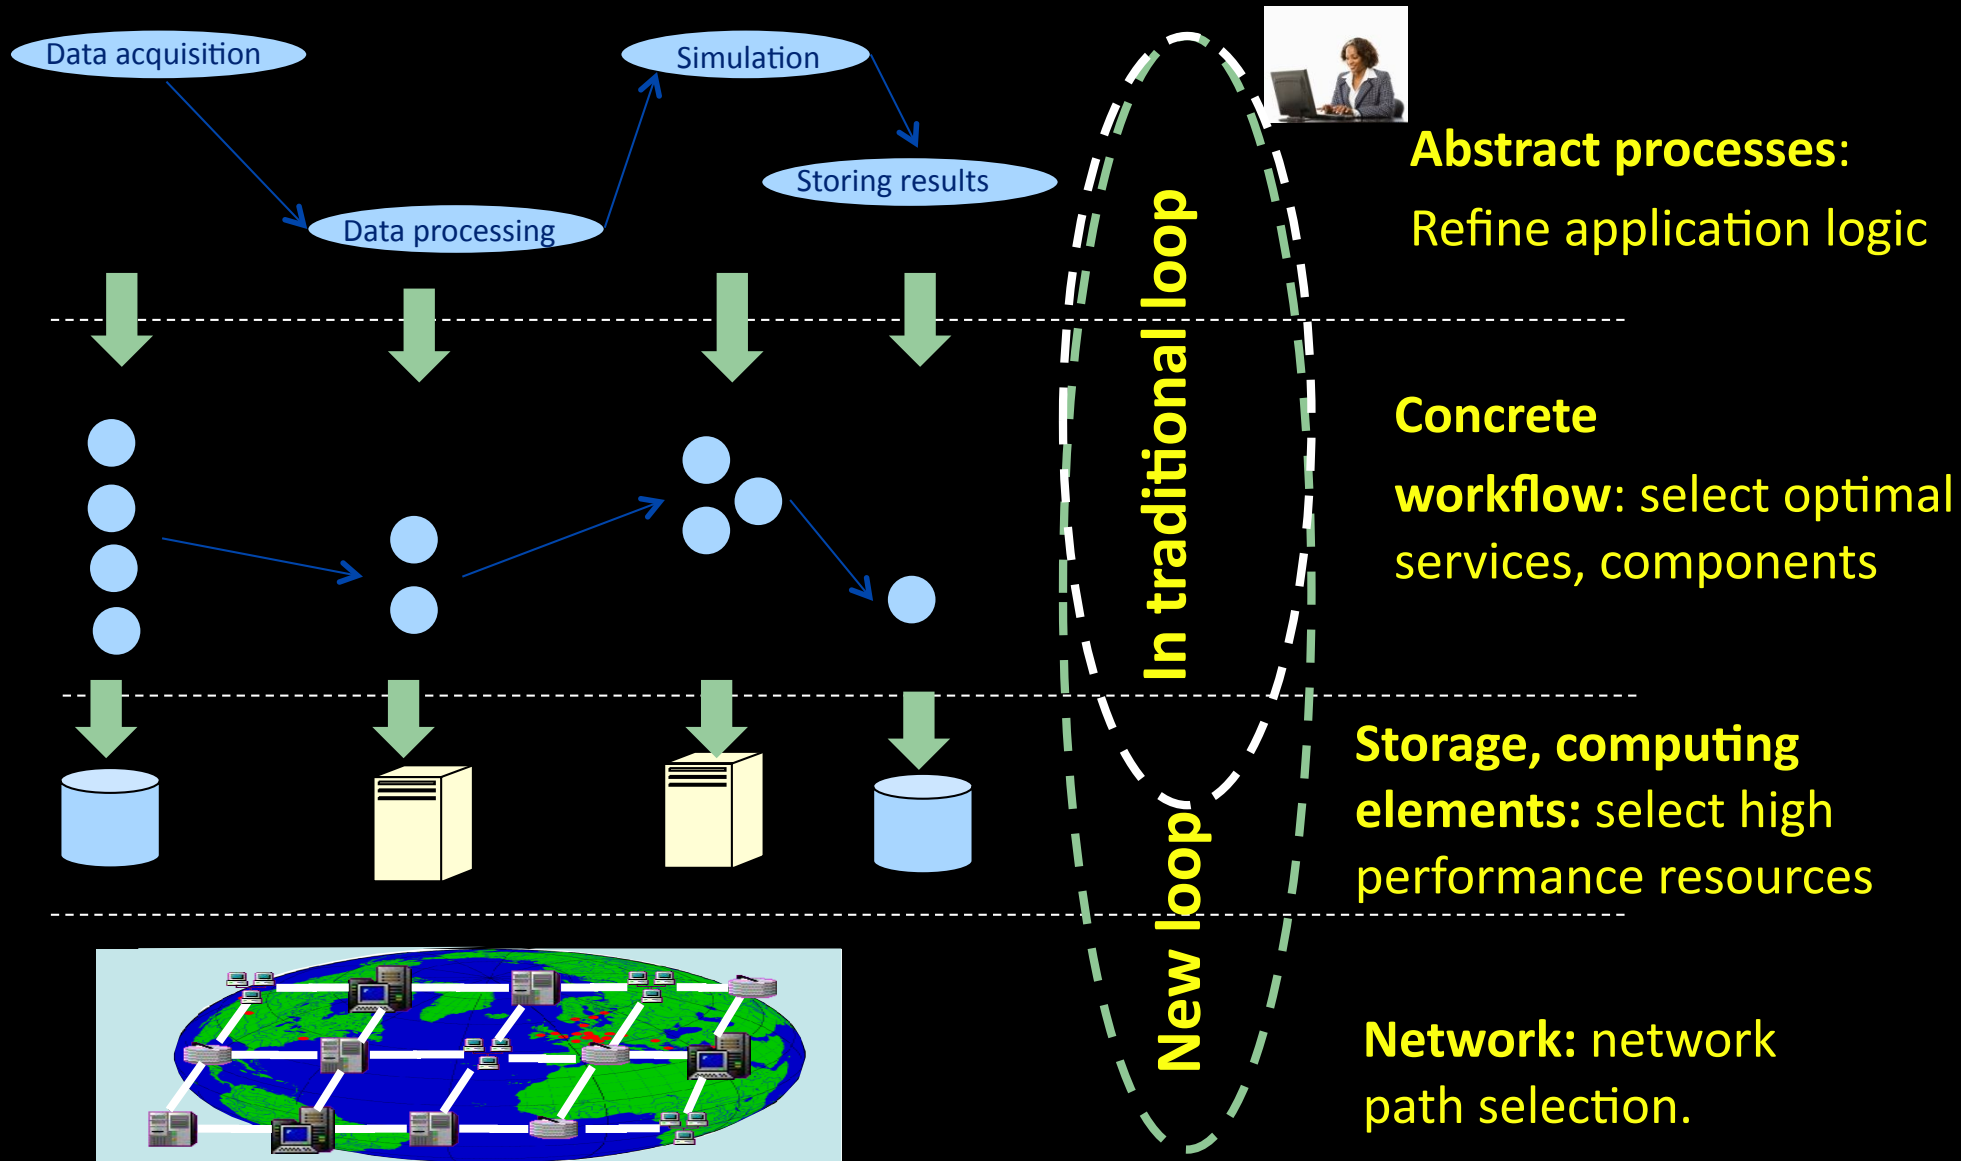 Data acquisition
Simulation
Storing results
Data processing
Abstract processes:
Refine application logic
In traditional loop
Concrete
workflow: select optimal
services, components
Storage, computing
elements: select high
performance resources
New loop
Network: network
path selection.